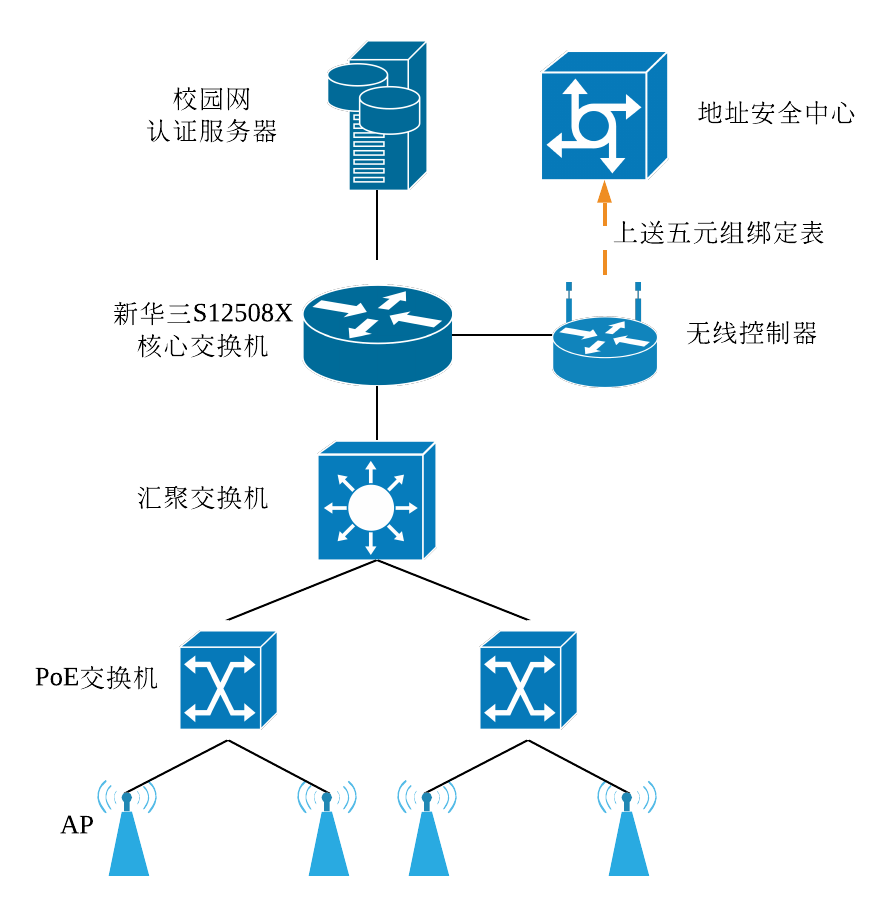 校园网
认证服务器
地址安全中心
上送五元组绑定表
新华三S12508X
核心交换机
无线控制器
汇聚交换机
PoE交换机
AP